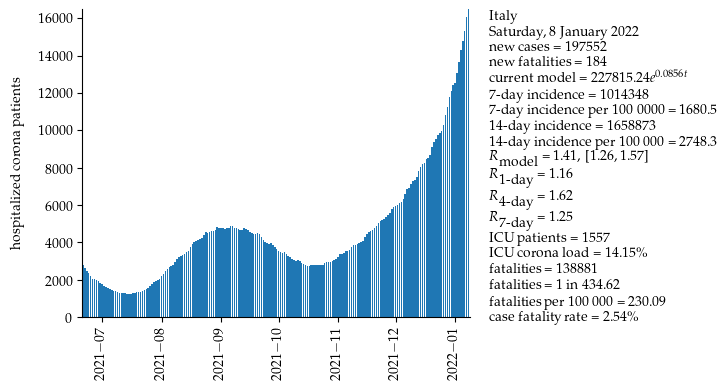 hospitalized corona patients
16000
14000
12000
10000
8000
6000
4000
2000
0
2021−07
2021−08
2021−09
2021−10
2021−11
2021−12
2022−01
Italy
Saturday, 8 January 2022
new cases = 197552
new fatalities = 184
current model = 227815.24e^0.0856t
7-day incidence = 1014348
7-day incidence per 100 0000 = 1680.5
14-day incidence = 1658873
14-day incidence per 100 000 = 2748.3
R_model = 1.41, [1.26, 1.57]
R_1-day = 1.16
R_4-day = 1.62
R_7-day = 1.25
ICU patients = 1557
ICU corona load = 14.15%
fatalities = 138881
fatalities = 1 in 434.62
fatalities per 100 000 = 230.09
case fatality rate = 2.54%